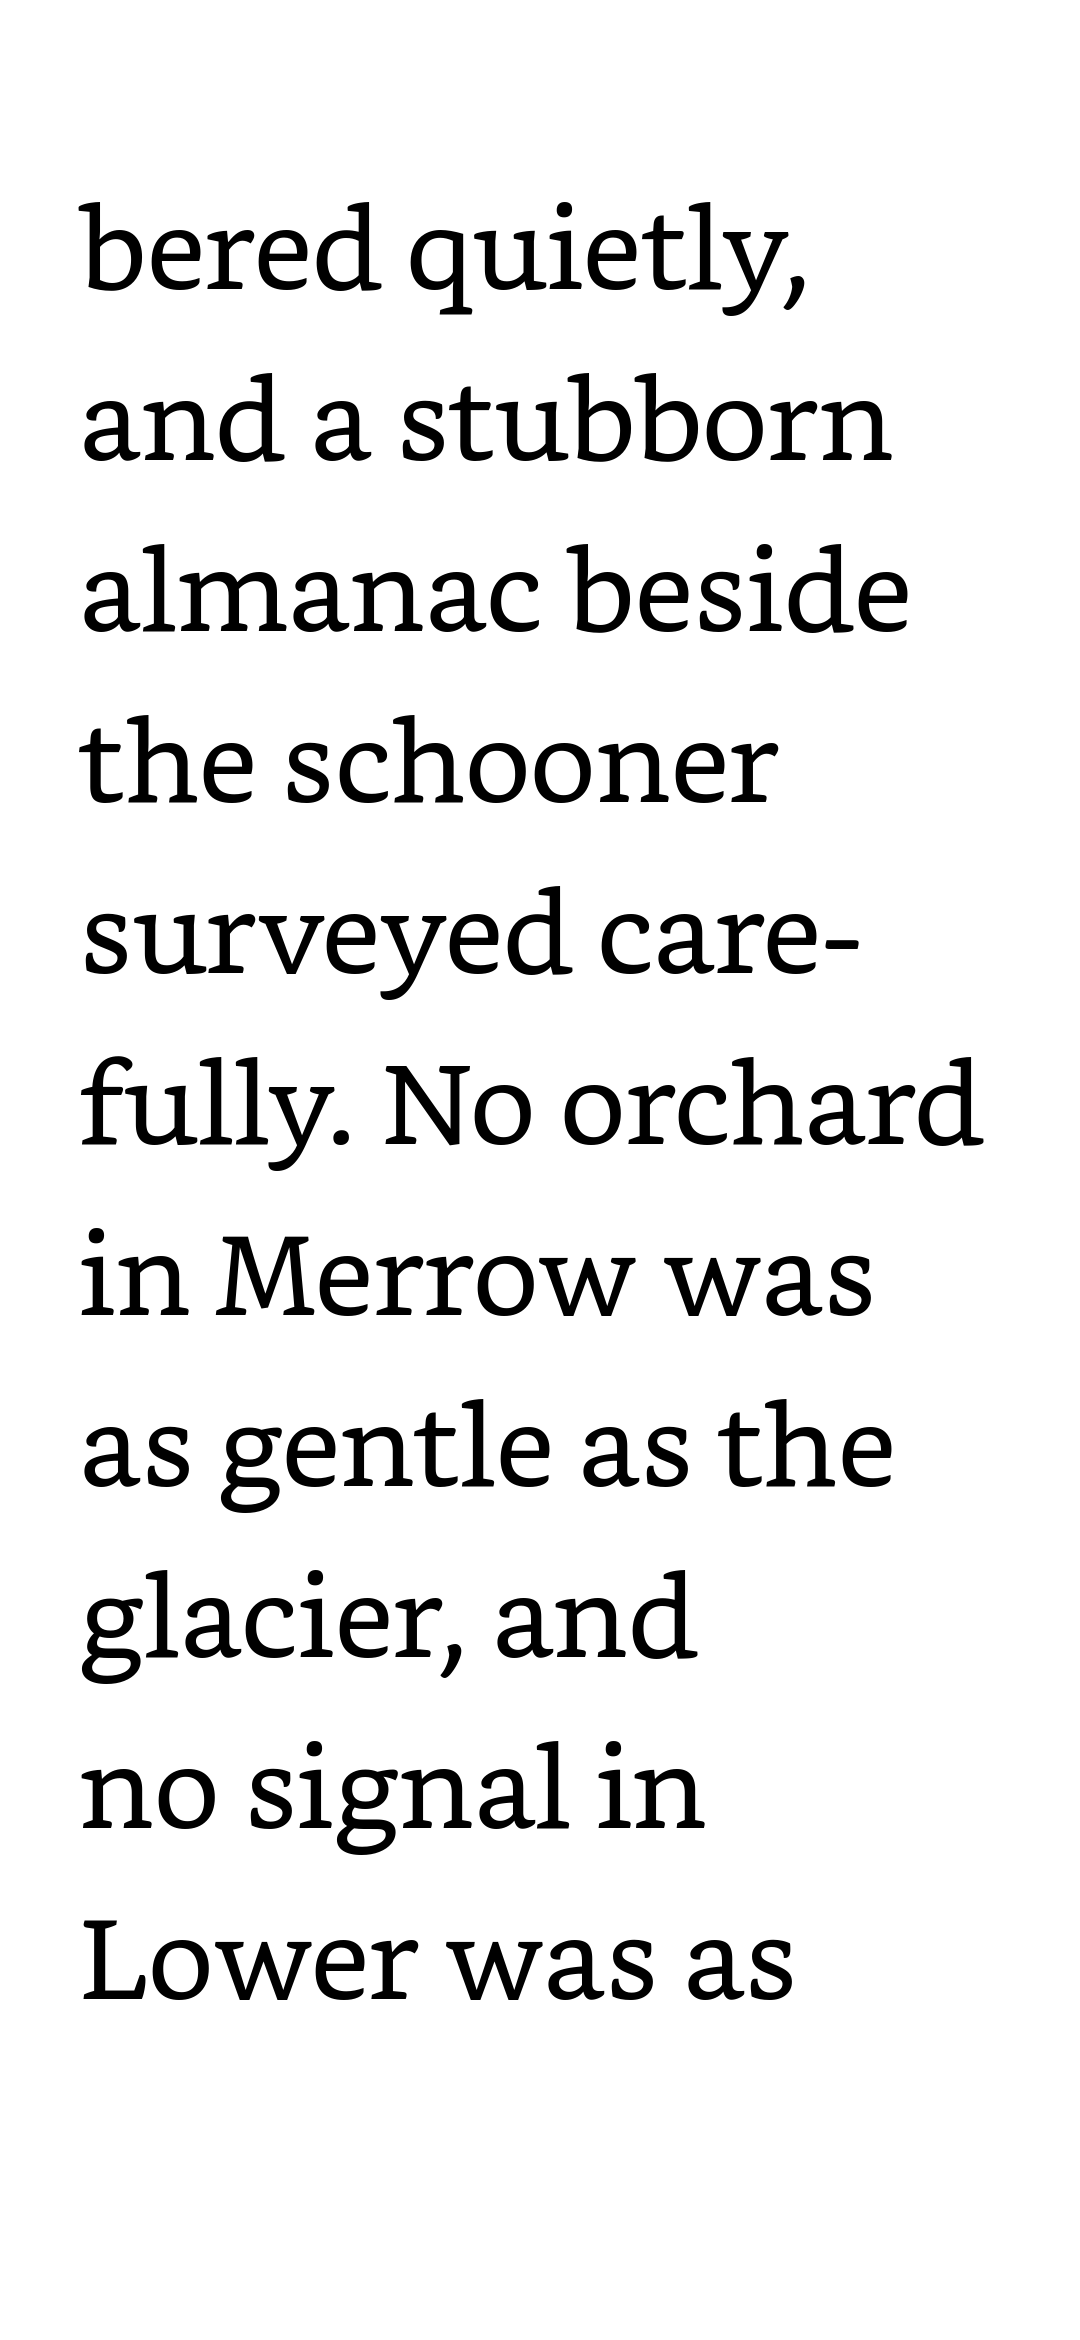 bered quietly,
and a stubborn
almanac beside
the schooner
surveyed care-
fully. No orchard
in Merrow was
as gentle as the
glacier, and
no signal in
Lower was as